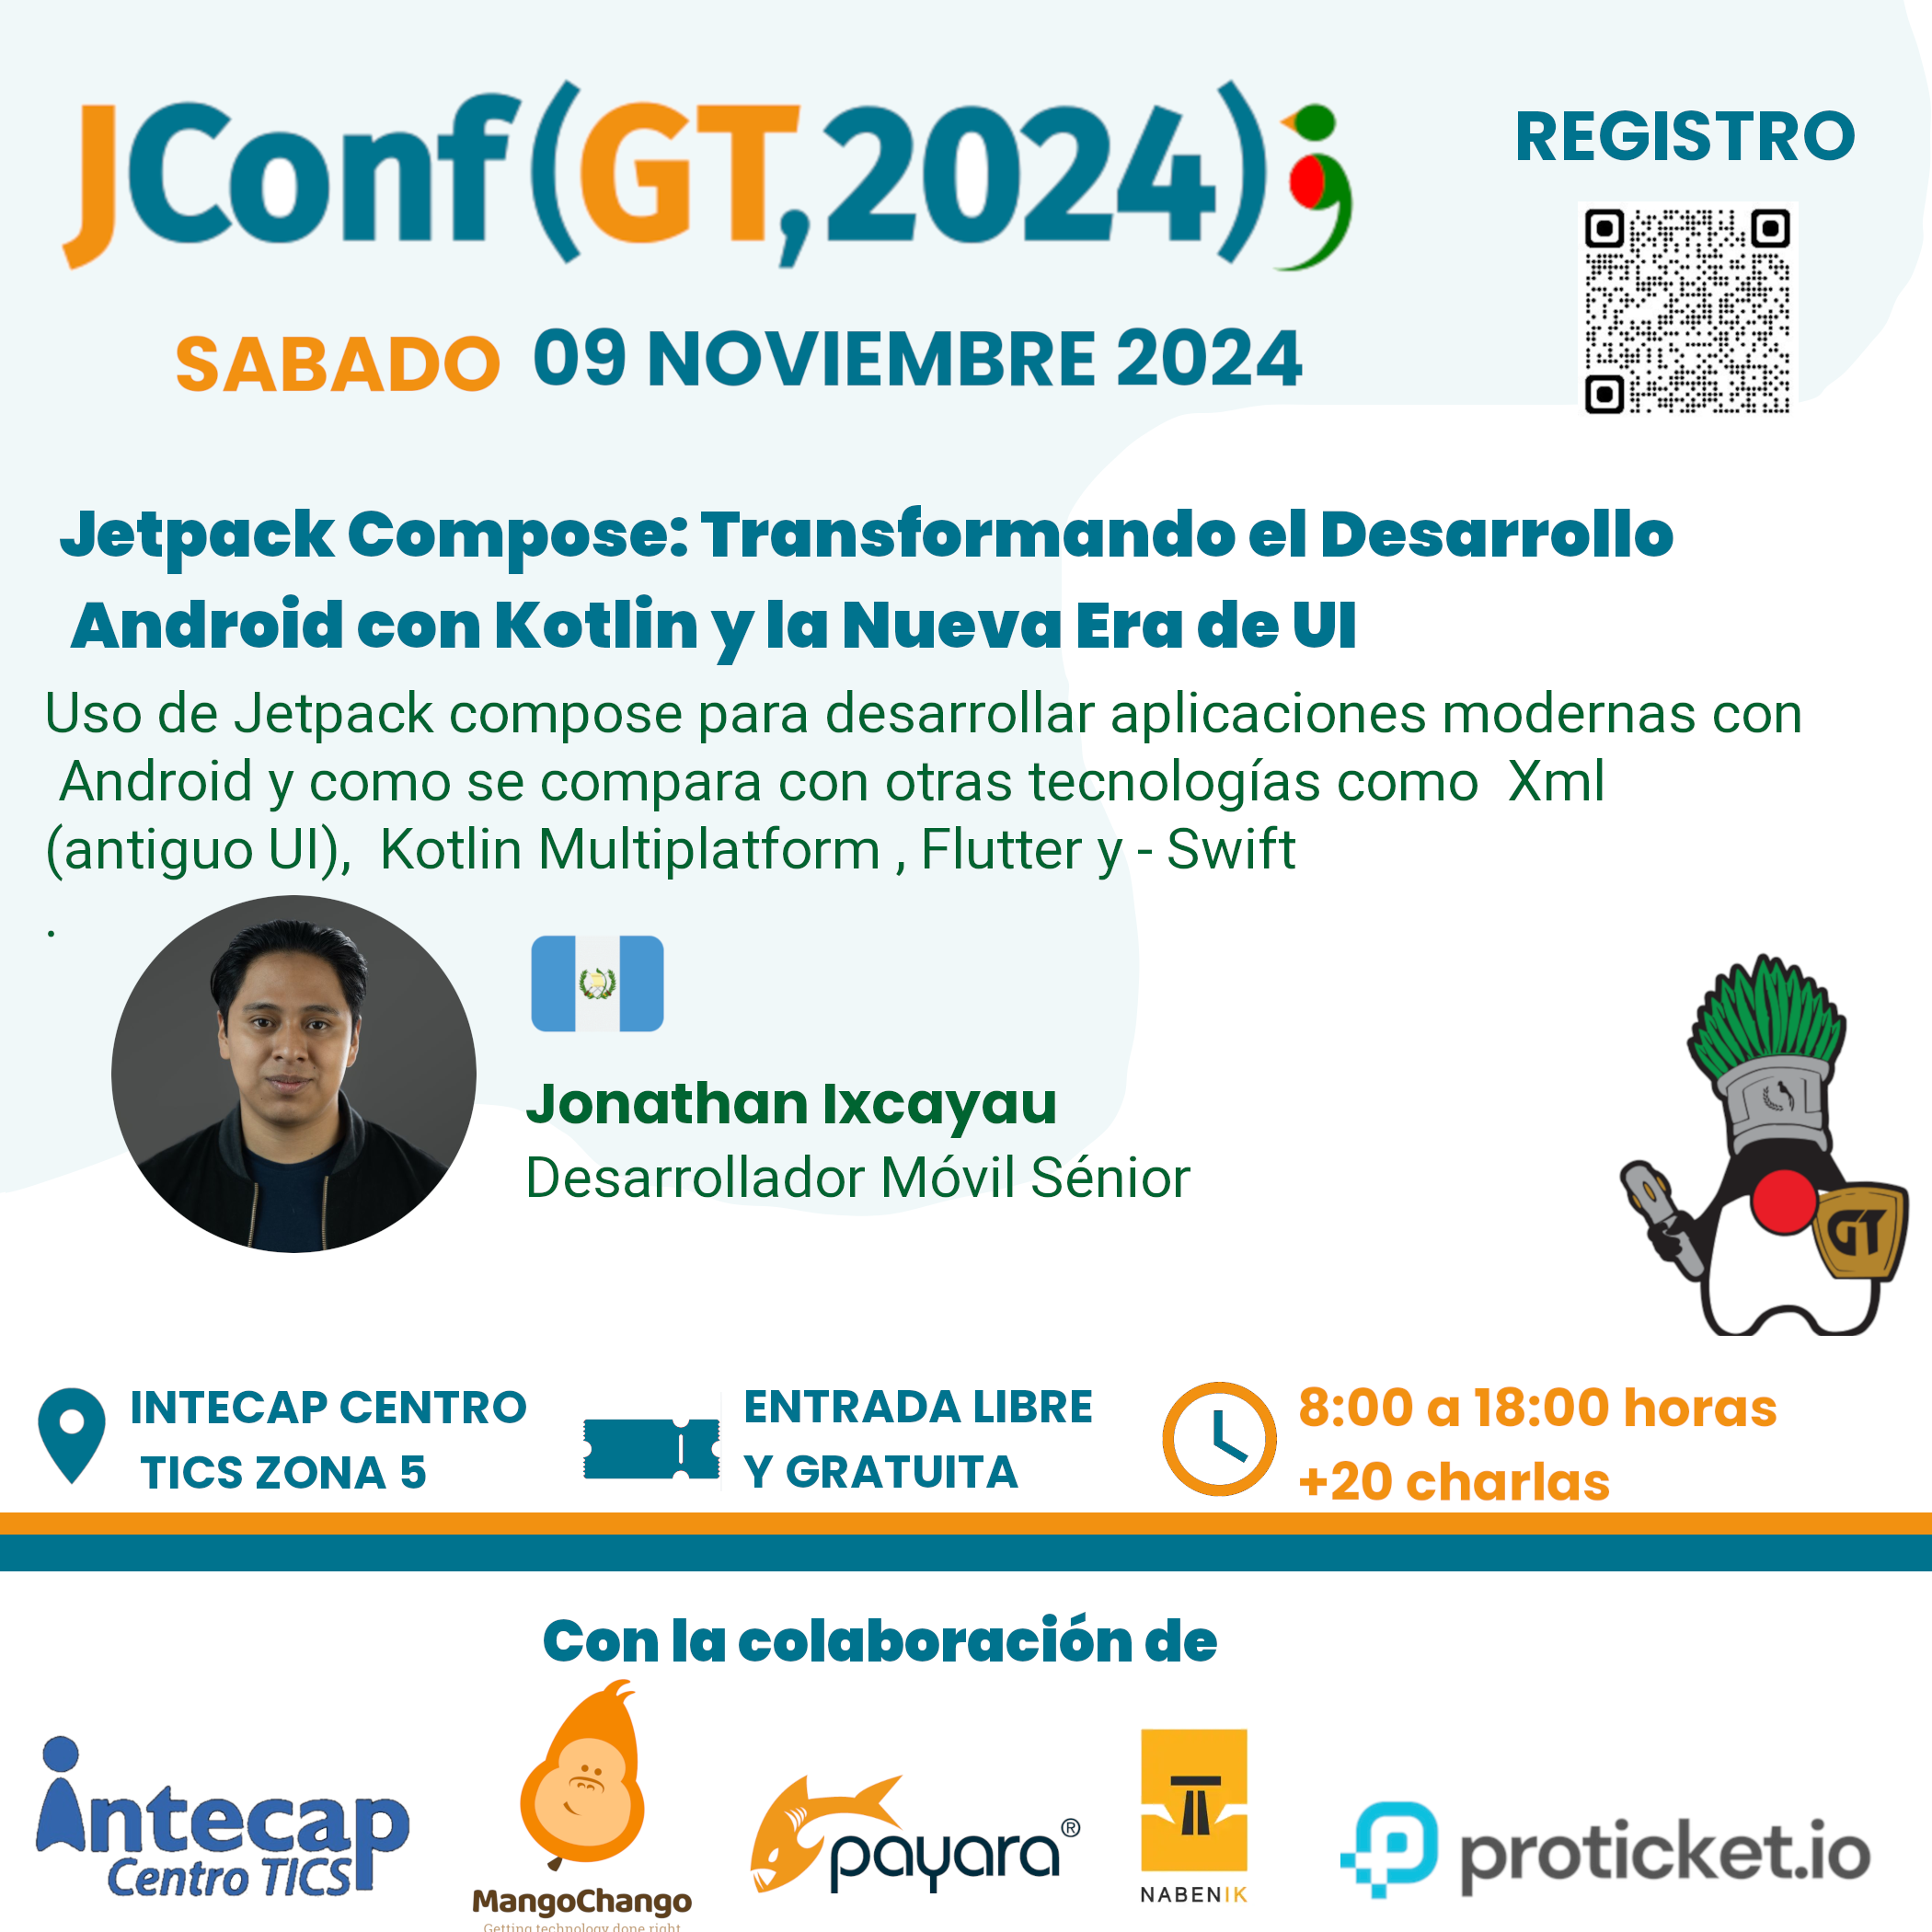 JConf(GT,2024);
REGISTRO
SABADO 09 NOVIEMBRE 2024
Jetpack Compose: Transformando el Desarrollo
Android con Kotlin y la Nueva Era de UI
Uso de Jetpack compose para desarrollar aplicaciones modernas con
Android y como se compara con otras tecnologías como Xml
(antiguo UI), Kotlin Multiplatform , Flutter y - Swift
.
Jonathan Ixcayau
Desarrollador Móvil Sénior
GT
INTECAP CENTRO
TICS ZONA 5
ENTRADA LIBRE
Y GRATUITA
8:00 a 18:00 horas
+20 charlas
Con la colaboración de
intecap
Centro TICS
MangoChango
Getting technology done right
payara®
NABENIK
proticket.io